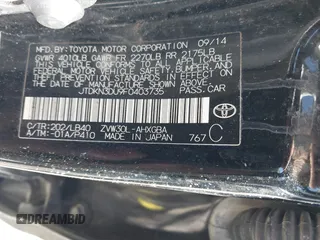 MFD. BY: TOYOTA MOTOR CORPORATION 09/14
GVWR 4010LB GAWR FR 2270LB RR 2175LB
THIS VEHICLE CONFORMS TO ALL APPLICABLE
FEDERAL MOTOR VEHICLE SAFETY, BUMPER, AND
THEFT PREVENTION STANDARDS IN EFFECT ON
THE DATE OF MANUFACTURE SHOWN ABOVE.
JTDKN3DU9F0403735 PASS. CAR
C/TR: 202/LB40 ZVW30L-AHXGBA
A/TM: -01A/P410 MADE IN JAPAN 767 C
DREAMBID